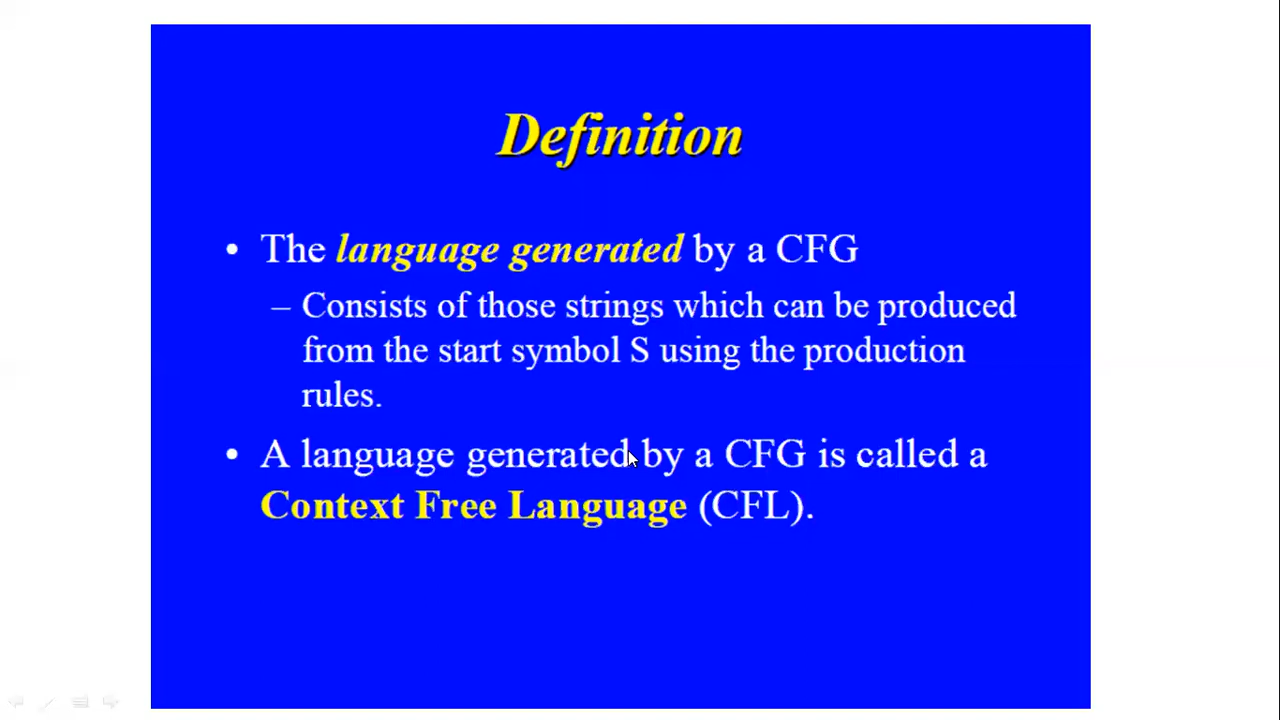 Definition
• The language generated by a CFG
– Consists of those strings which can be produced
from the start symbol S using the production
rules.
• A language generated by a CFG is called a
Context Free Language (CFL).